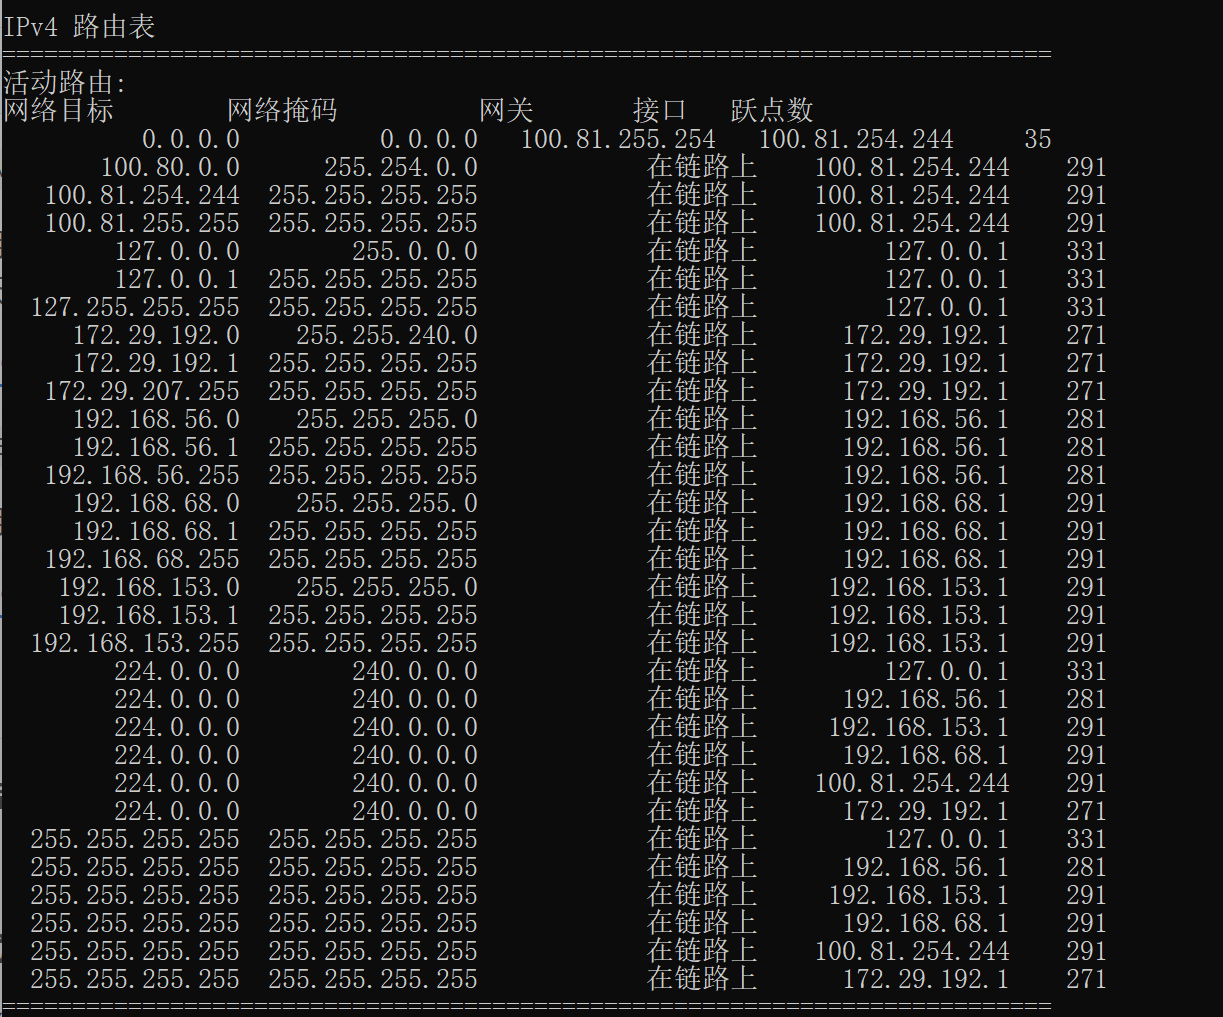 IPv4 路由表
===========================================================================
活动路由:
网络目标 网络掩码 网关 接口 跃点数
0.0.0.0 0.0.0.0 100.81.255.254 100.81.254.244 35
100.80.0.0 255.254.0.0 在链路上 100.81.254.244 291
100.81.254.244 255.255.255.255 在链路上 100.81.254.244 291
100.81.255.255 255.255.255.255 在链路上 100.81.254.244 291
127.0.0.0 255.0.0.0 在链路上 127.0.0.1 331
127.0.0.1 255.255.255.255 在链路上 127.0.0.1 331
127.255.255.255 255.255.255.255 在链路上 127.0.0.1 331
172.29.192.0 255.255.240.0 在链路上 172.29.192.1 271
172.29.192.1 255.255.255.255 在链路上 172.29.192.1 271
172.29.207.255 255.255.255.255 在链路上 172.29.192.1 271
192.168.56.0 255.255.255.0 在链路上 192.168.56.1 281
192.168.56.1 255.255.255.255 在链路上 192.168.56.1 281
192.168.56.255 255.255.255.255 在链路上 192.168.56.1 281
192.168.68.0 255.255.255.0 在链路上 192.168.68.1 291
192.168.68.1 255.255.255.255 在链路上 192.168.68.1 291
192.168.68.255 255.255.255.255 在链路上 192.168.68.1 291
192.168.153.0 255.255.255.0 在链路上 192.168.153.1 291
192.168.153.1 255.255.255.255 在链路上 192.168.153.1 291
192.168.153.255 255.255.255.255 在链路上 192.168.153.1 291
224.0.0.0 240.0.0.0 在链路上 127.0.0.1 331
224.0.0.0 240.0.0.0 在链路上 192.168.56.1 281
224.0.0.0 240.0.0.0 在链路上 192.168.153.1 291
224.0.0.0 240.0.0.0 在链路上 192.168.68.1 291
224.0.0.0 240.0.0.0 在链路上 100.81.254.244 291
224.0.0.0 240.0.0.0 在链路上 172.29.192.1 271
255.255.255.255 255.255.255.255 在链路上 127.0.0.1 331
255.255.255.255 255.255.255.255 在链路上 192.168.56.1 281
255.255.255.255 255.255.255.255 在链路上 192.168.153.1 291
255.255.255.255 255.255.255.255 在链路上 192.168.68.1 291
255.255.255.255 255.255.255.255 在链路上 100.81.254.244 291
255.255.255.255 255.255.255.255 在链路上 172.29.192.1 271
===========================================================================